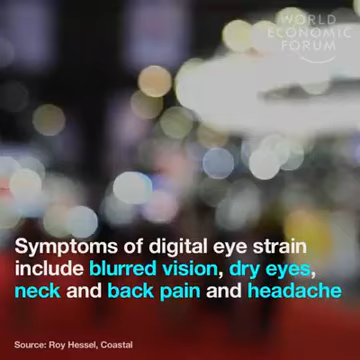 WORLD
ECONOMIC
FORUM
Symptoms of digital eye strain
include blurred vision, dry eyes,
neck and back pain and headache
Source: Roy Hessel, Coastal